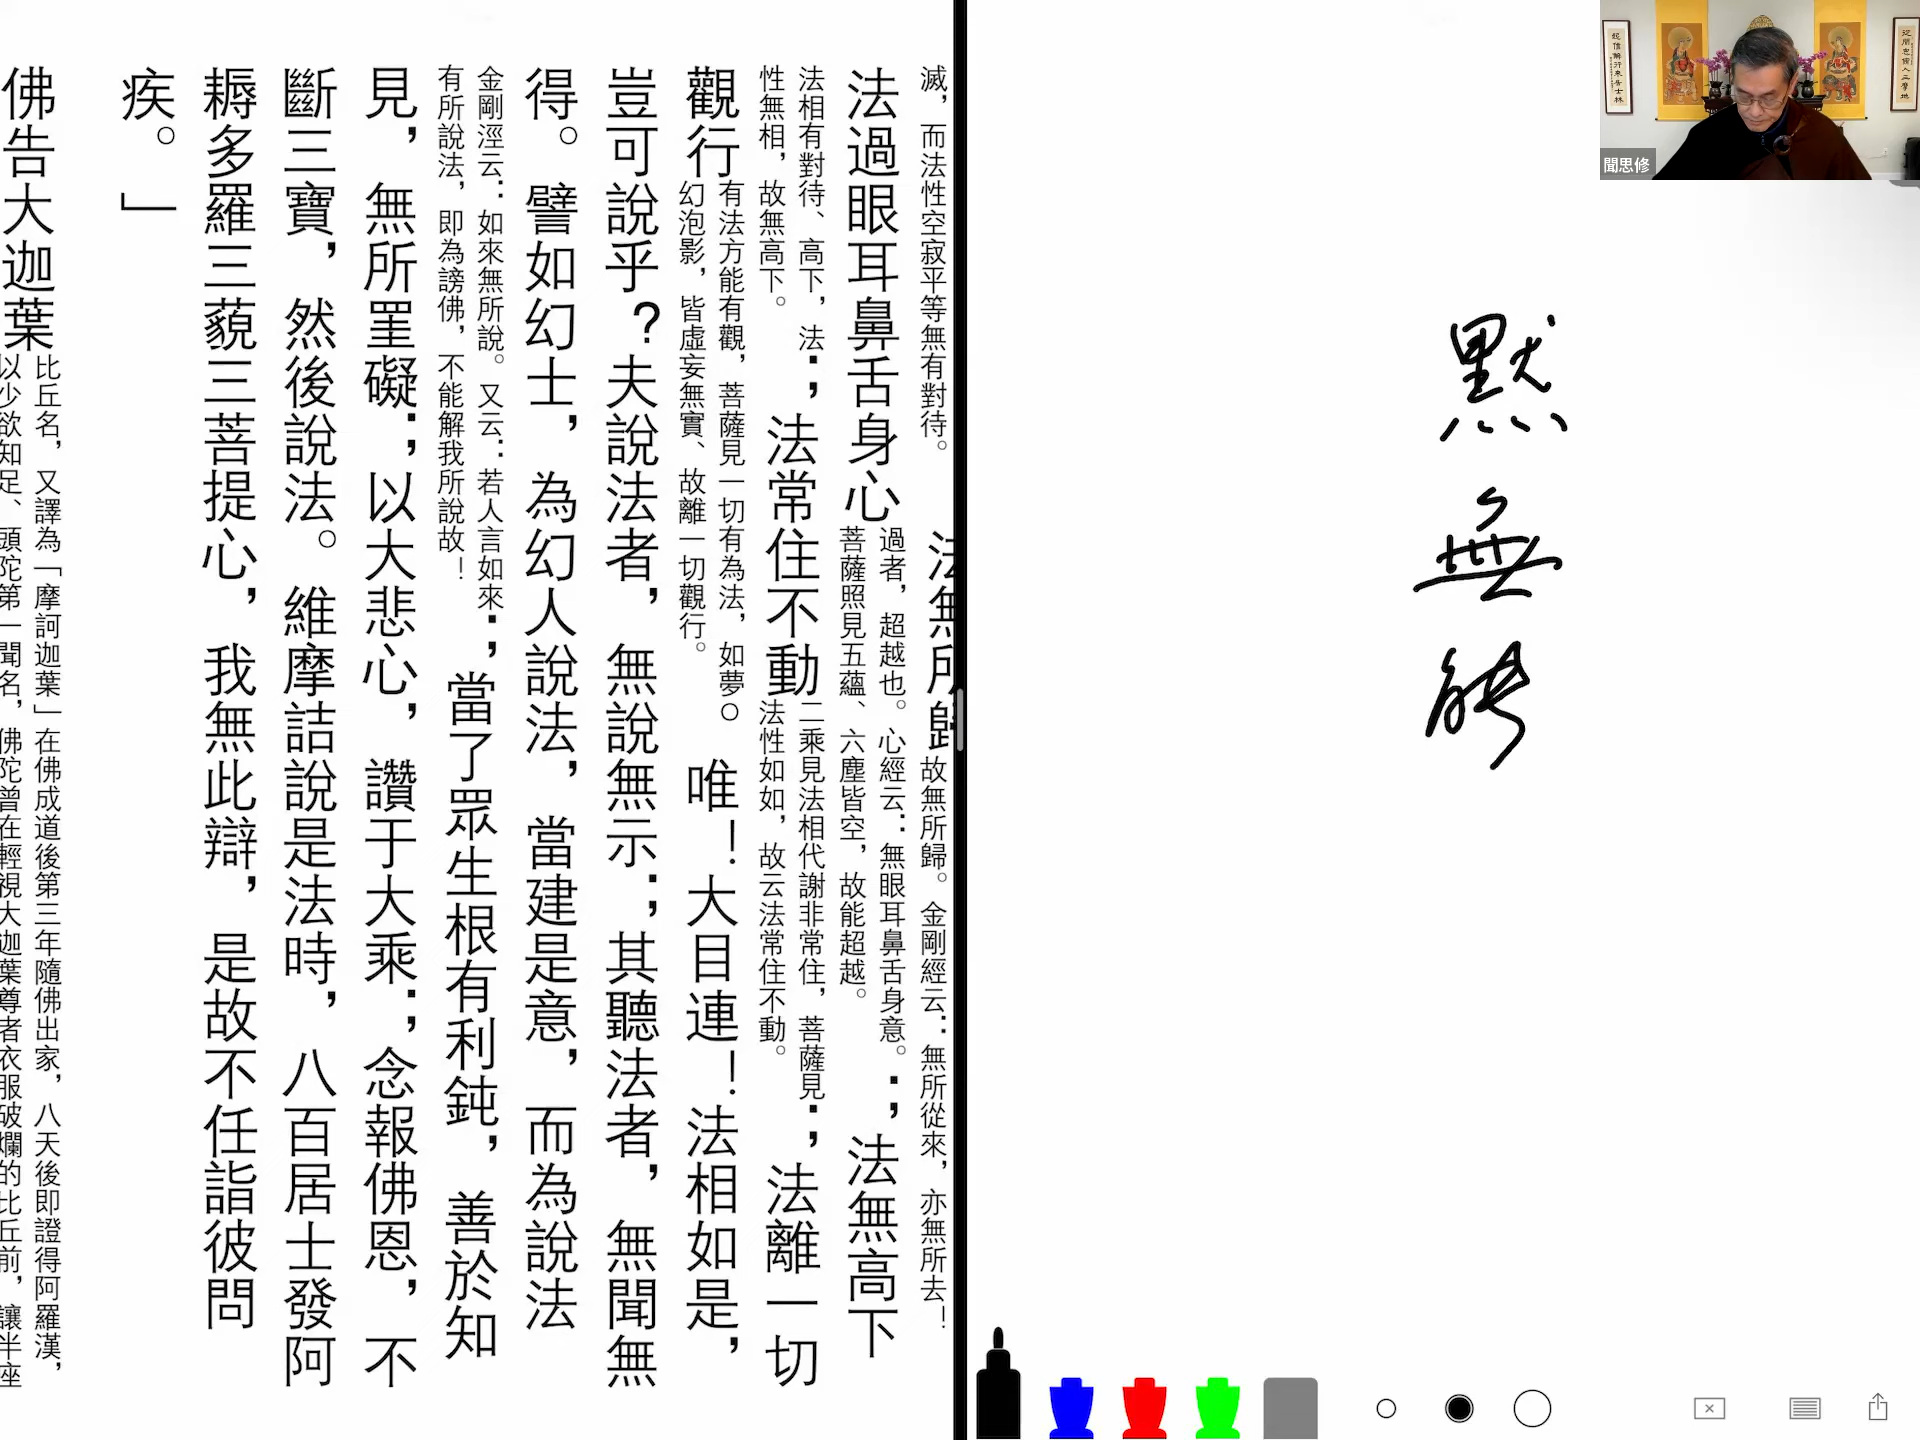 滅，而法性空寂平等無有對待。
法無所歸
故無所歸。金剛經云：無所從來，亦無所去！
法過眼耳鼻舌身心
過者，超越也。心經云：無眼耳鼻舌身意。
菩薩照見五蘊、六塵皆空，故能超越。
；法無高下
法相有對待、高下，法
性無相，故無高下。
；法常住不動
二乘見法相代謝非常住，菩薩見
法性如如，故云法常住不動。
；法離一切
觀行
有法方能有觀，菩薩見一切有為法，如夢
幻泡影，皆虛妄無實、故離一切觀行。
。唯！大目連！法相如是，
豈可說乎？夫說法者，無說無示；其聽法者，無聞無
得。譬如幻士，為幻人說法，當建是意，而為說法
金剛涇云：如來無所說。又云：若人言如來
有所說法，即為謗佛，不能解我所說故！
；當了眾生根有利鈍，善於知
見，無所罣礙；以大悲心，讚于大乘；念報佛恩，不
斷三寶，然後說法。維摩詰說是法時，八百居士發阿
耨多羅三藐三菩提心，我無此辯，是故不任詣彼問
疾。」
佛告大迦葉
比丘名，又譯為「摩訶迦葉」在佛成道後第三年隨佛出家，八天後即證得阿羅漢，
以少欲知足、頭陀第一聞名，佛陀曾在輕視大迦葉尊者衣服破爛的比丘前，讓半座
默無能
聞思修